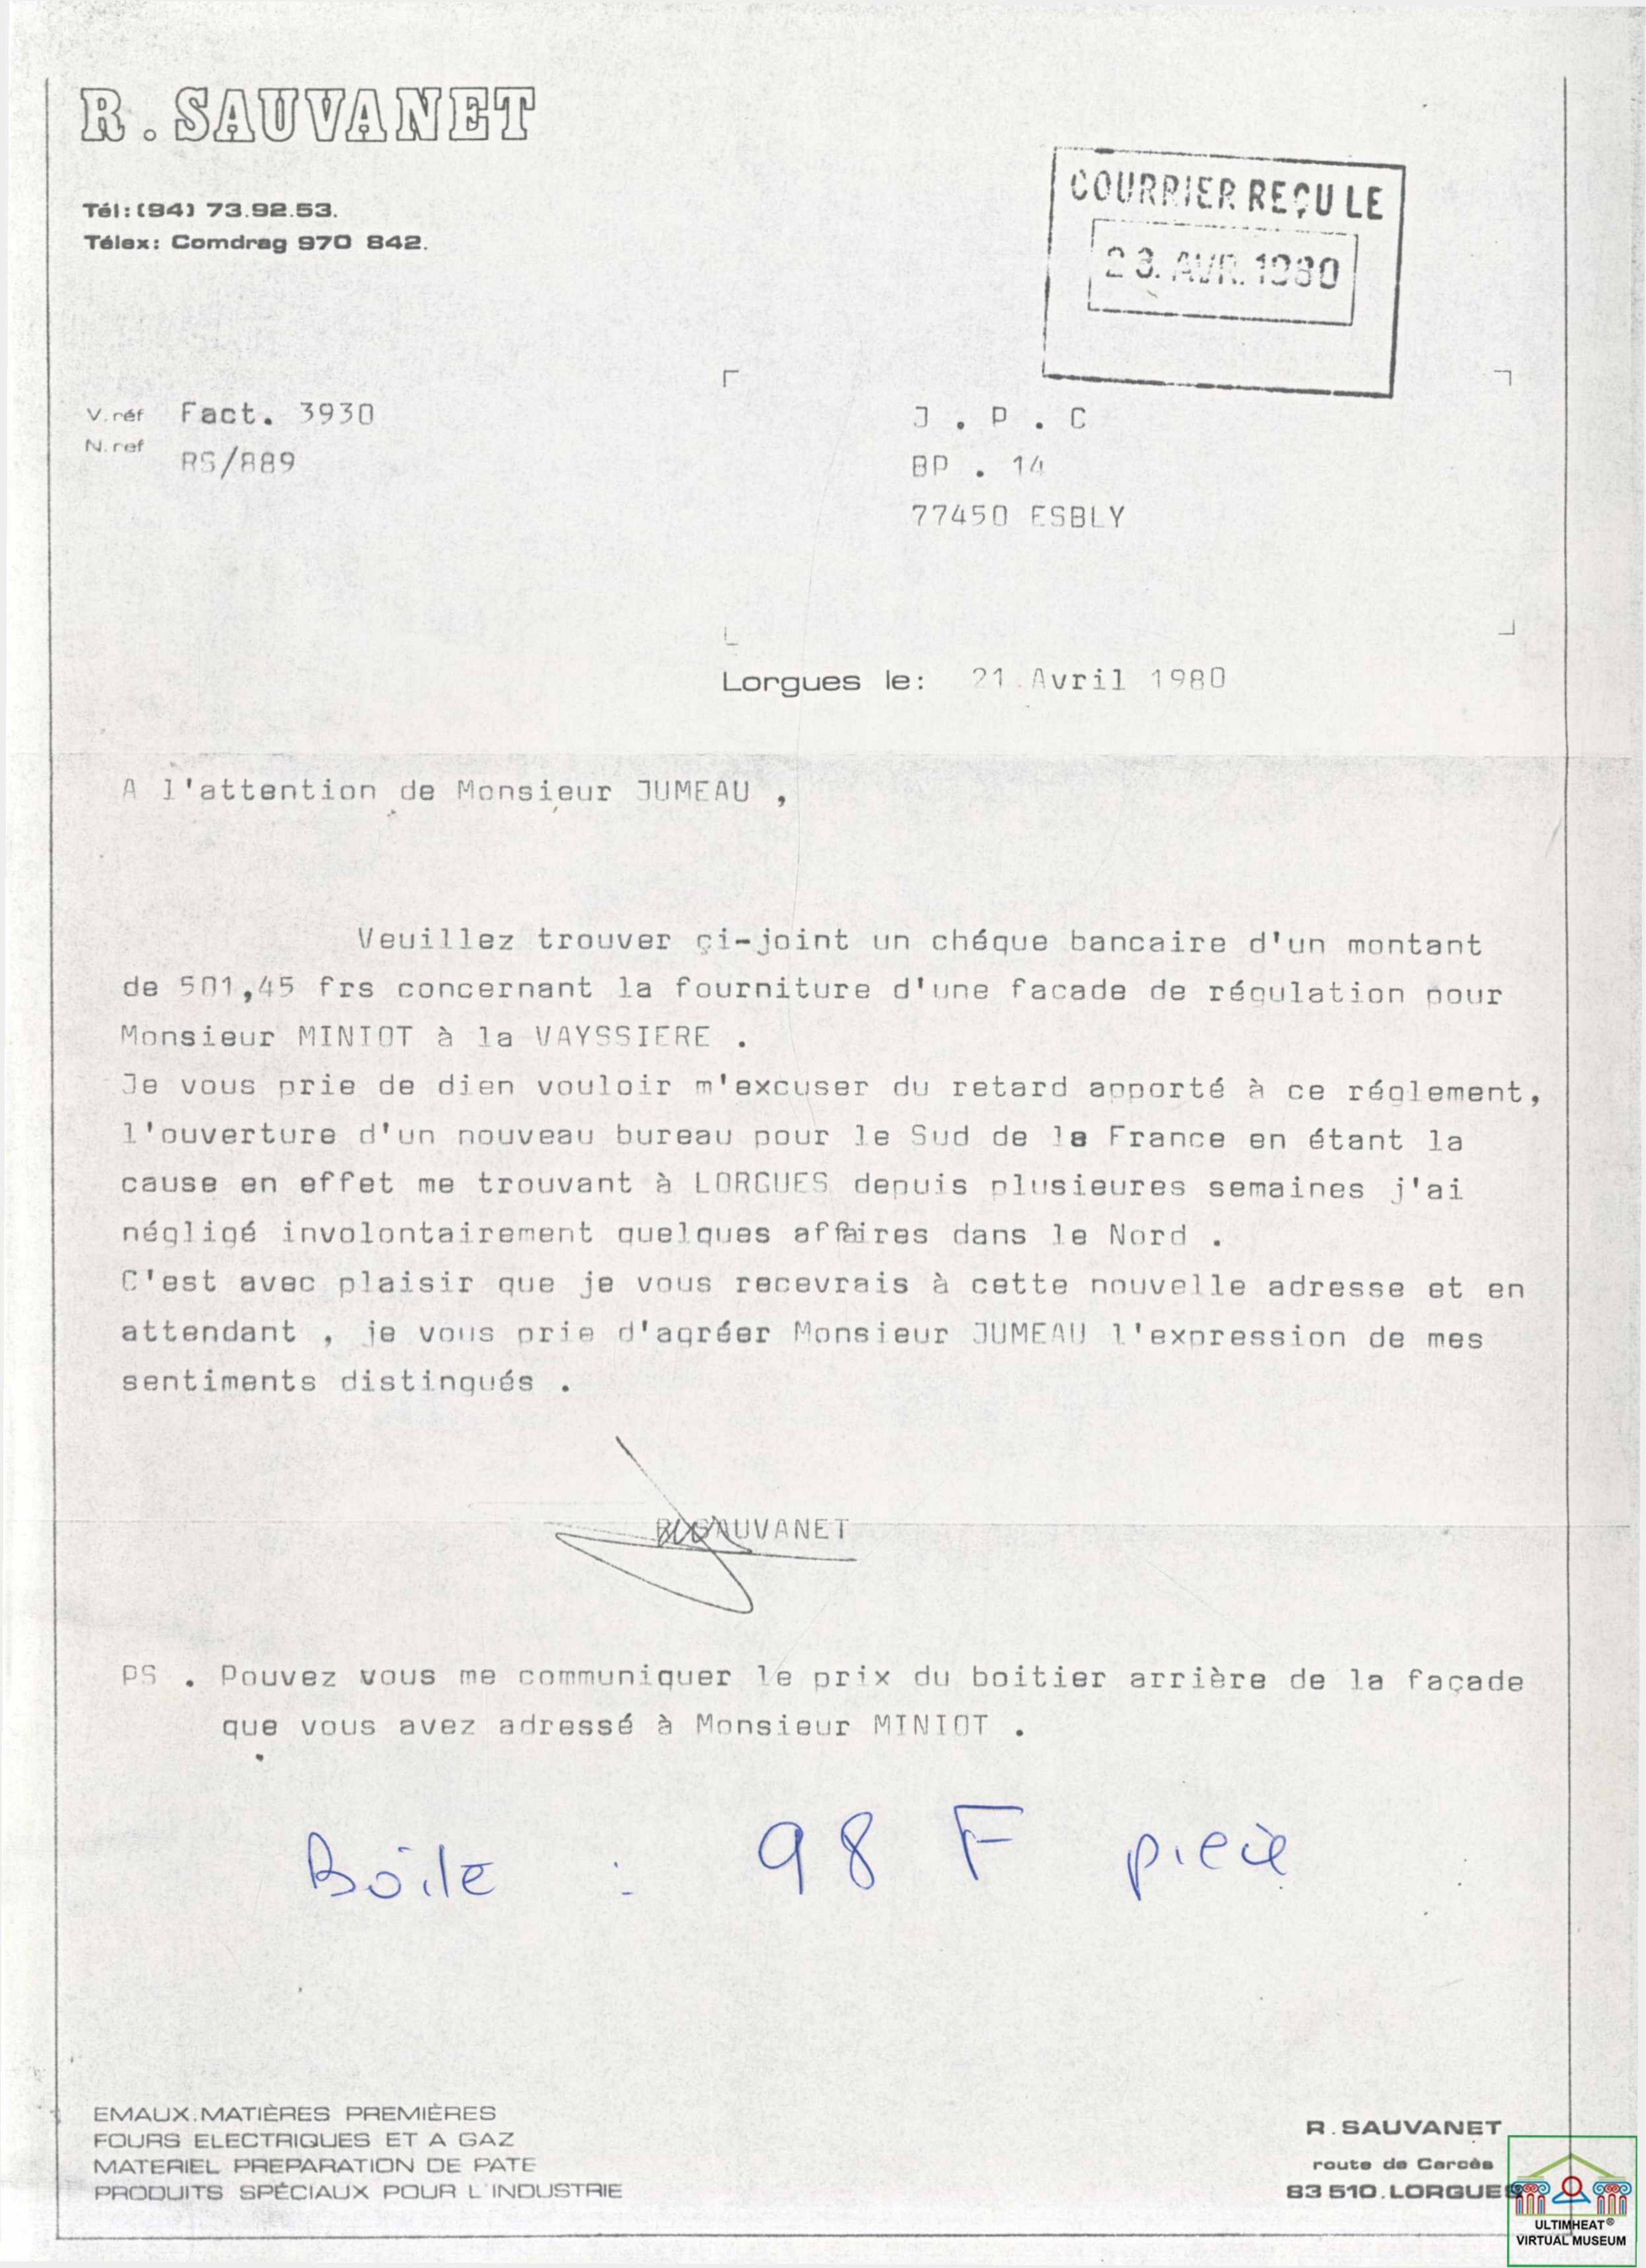 R. SAUVANET
Tél: (94) 73.92.53.
Télex: Comdrag 970 842.
COURRIER REÇU LE
23. AVR. 1980
V. réf Fact. 3930
N. ref RS/889
J . P . C
BP . 14
77450 ESBLY
Lorgues le: 21 Avril 1980
A l'attention de Monsieur JUMEAU ,
Veuillez trouver çi-joint un chéque bancaire d'un montant
de 501,45 frs concernant la fourniture d'une facade de régulation pour
Monsieur MINIOT à la VAYSSIERE .
Je vous prie de dien vouloir m'excuser du retard apporté à ce réglement,
l'ouverture d'un nouveau bureau pour le Sud de la France en étant la
cause en effet me trouvant à LORGUES depuis plusieures semaines j'ai
négligé involontairement quelques affaires dans le Nord .
C'est avec plaisir que je vous recevrais à cette nouvelle adresse et en
attendant , je vous prie d'agréer Monsieur JUMEAU l'expression de mes
sentiments distingués .
R. SAUVANET
PS . Pouvez vous me communiquer le prix du boitier arrière de la façade
que vous avez adressé à Monsieur MINIOT .
Boîte : 98 F pièce
EMAUX.MATIÈRES PREMIÈRES
FOURS ELECTRIQUES ET A GAZ
MATERIEL PREPARATION DE PATE
PRODUITS SPÉCIAUX POUR L'INDUSTRIE
R. SAUVANET
route de Carcès
83 510. LORGUES
ULTIMHEAT®
VIRTUAL MUSEUM